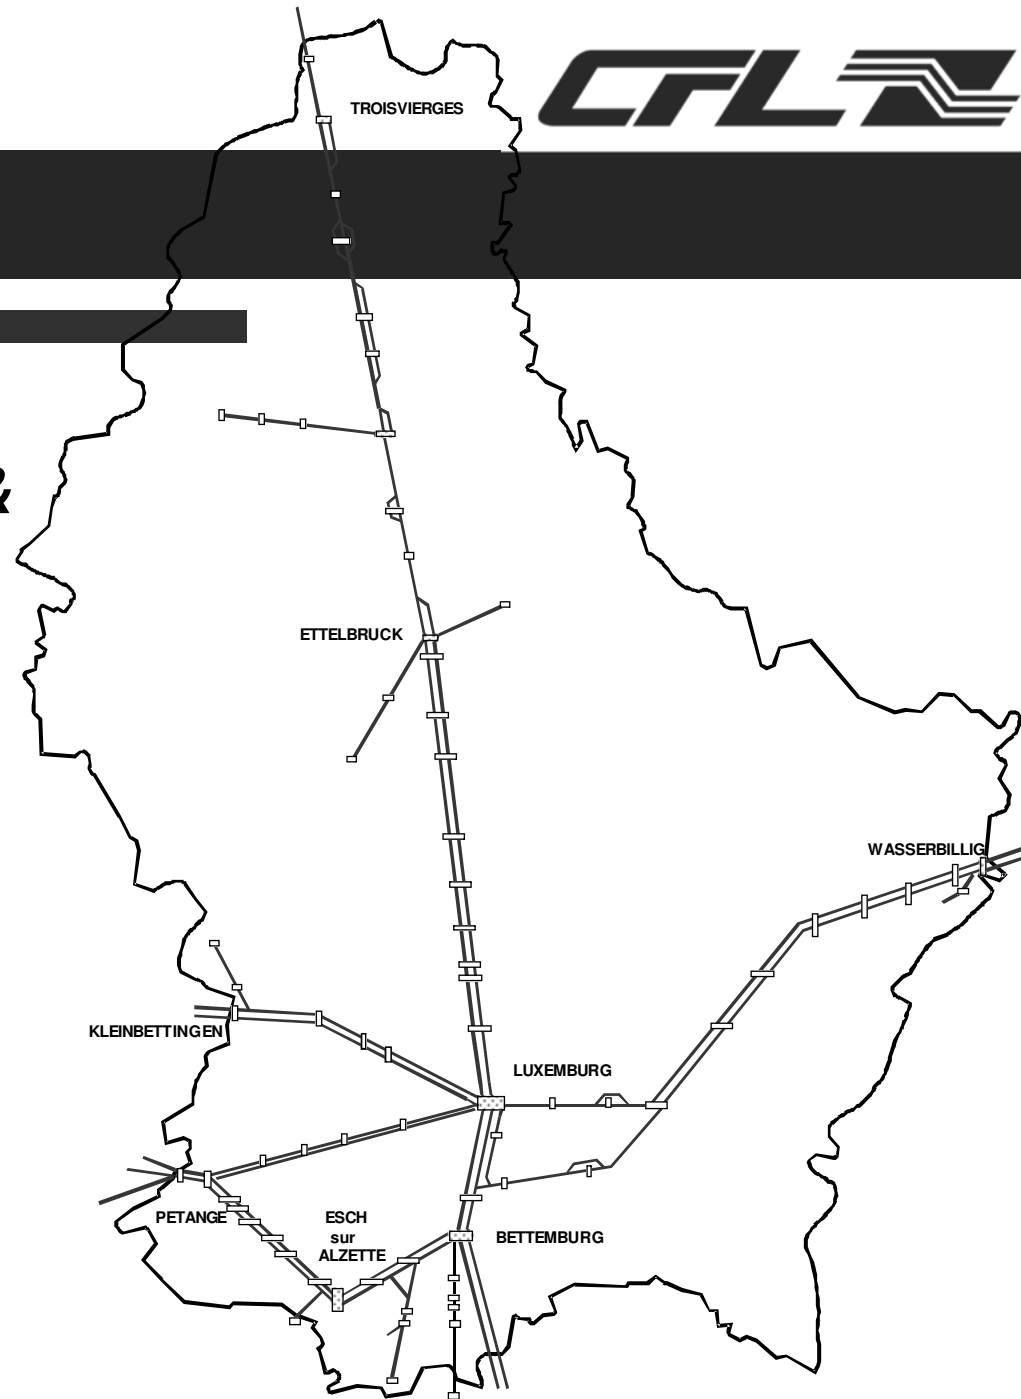 CFL
TROISVIERGES
&
ETTELBRUCK
WASSERBILLIG
KLEINBETTINGEN
LUXEMBURG
PETANGE
ESCH
sur
ALZETTE
BETTEMBURG